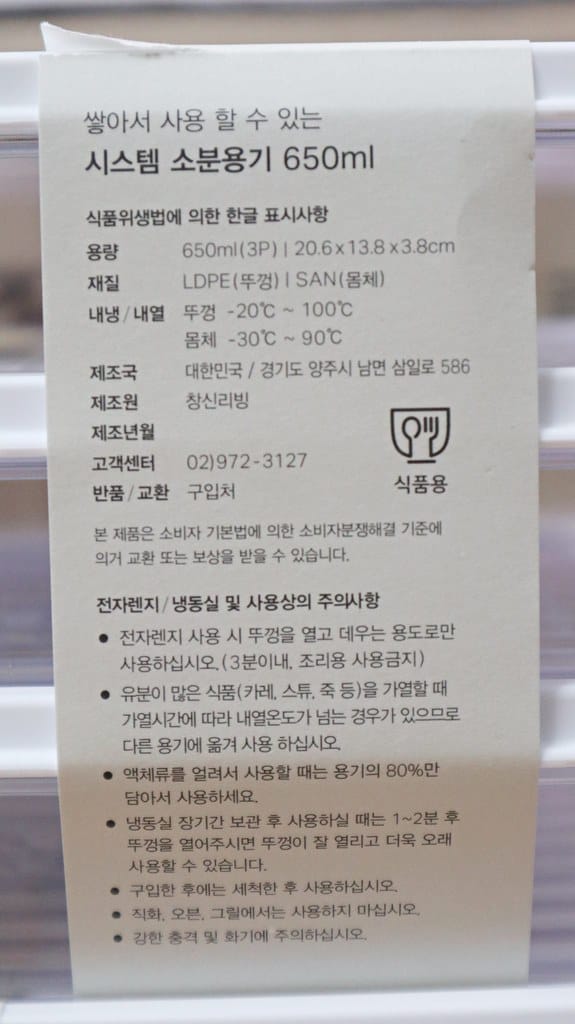 쌓아서 사용 할 수 있는
시스템 소분용기 650ml
식품위생법에 의한 한글 표시사항
용량 650ml(3P) | 20.6x13.8x3.8cm
재질 LDPE(뚜껑) | SAN(몸체)
내냉/내열 뚜껑 -20℃ ~ 100℃
몸체 -30℃ ~ 90℃
제조국 대한민국 / 경기도 양주시 남면 삼일로 586
제조원 창신리빙
제조년월
고객센터 02)972-3127
반품/교환 구입처
식품용
본 제품은 소비자 기본법에 의한 소비자분쟁해결 기준에
의거 교환 또는 보상을 받을 수 있습니다.
전자렌지/냉동실 및 사용상의 주의사항
● 전자렌지 사용 시 뚜껑을 열고 데우는 용도로만
사용하십시오.(3분이내, 조리용 사용금지)
● 유분이 많은 식품(카레, 스튜, 죽 등)을 가열할 때
가열시간에 따라 내열온도가 넘는 경우가 있으므로
다른 용기에 옮겨 사용 하십시오.
● 액체류를 얼려서 사용할 때는 용기의 80%만
담아서 사용하세요.
● 냉동실 장기간 보관 후 사용하실 때는 1~2분 후
뚜껑을 열어주시면 뚜껑이 잘 열리고 더욱 오래
사용할 수 있습니다.
● 구입한 후에는 세척한 후 사용하십시오.
● 직화, 오븐, 그릴에서는 사용하지 마십시오.
● 강한 충격 및 화기에 주의하십시오.